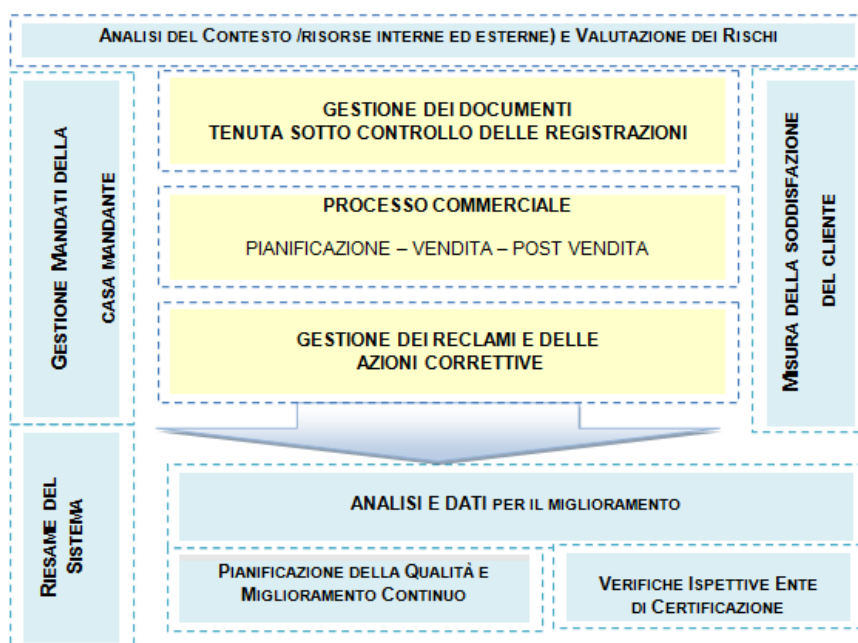 ANALISI DEL CONTESTO /RISORSE INTERNE ED ESTERNE) E VALUTAZIONE DEI RISCHI
GESTIONE MANDATI DELLA
CASA MANDANTE
GESTIONE DEI DOCUMENTI
TENUTA SOTTO CONTROLLO DELLE REGISTRAZIONI
PROCESSO COMMERCIALE
PIANIFICAZIONE – VENDITA – POST VENDITA
GESTIONE DEI RECLAMI E DELLE
AZIONI CORRETTIVE
MISURA DELLA SODDISFAZIONE
DEL CLIENTE
RIESAME DEL
SISTEMA
ANALISI E DATI PER IL MIGLIORAMENTO
PIANIFICAZIONE DELLA QUALITÀ E
MIGLIORAMENTO CONTINUO
VERIFICHE ISPETTIVE ENTE
DI CERTIFICAZIONE